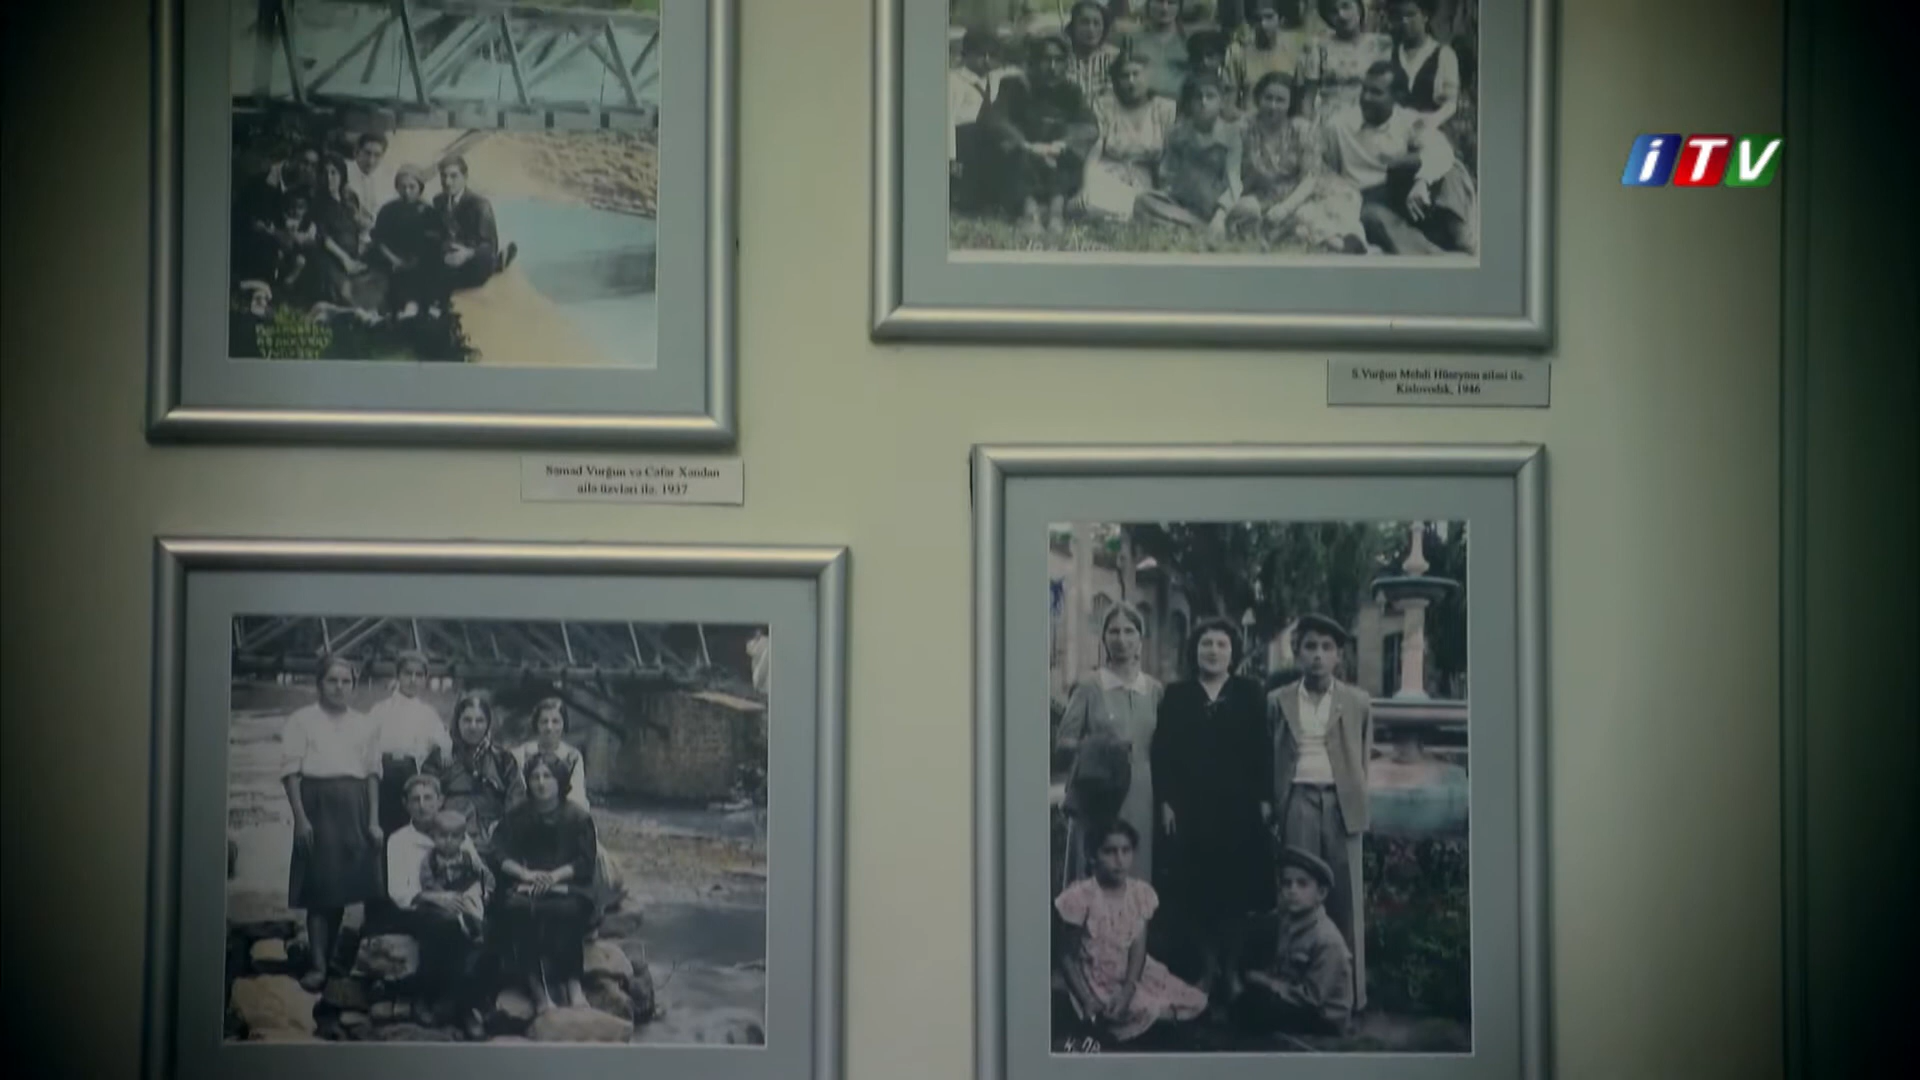 iTV
S.Vurğun Mehdi Hüseynin ailəsi ilə.
Kislovodsk, 1946
Səməd Vurğun və Cəfər Xəndan
ailə üzvləri ilə. 1937